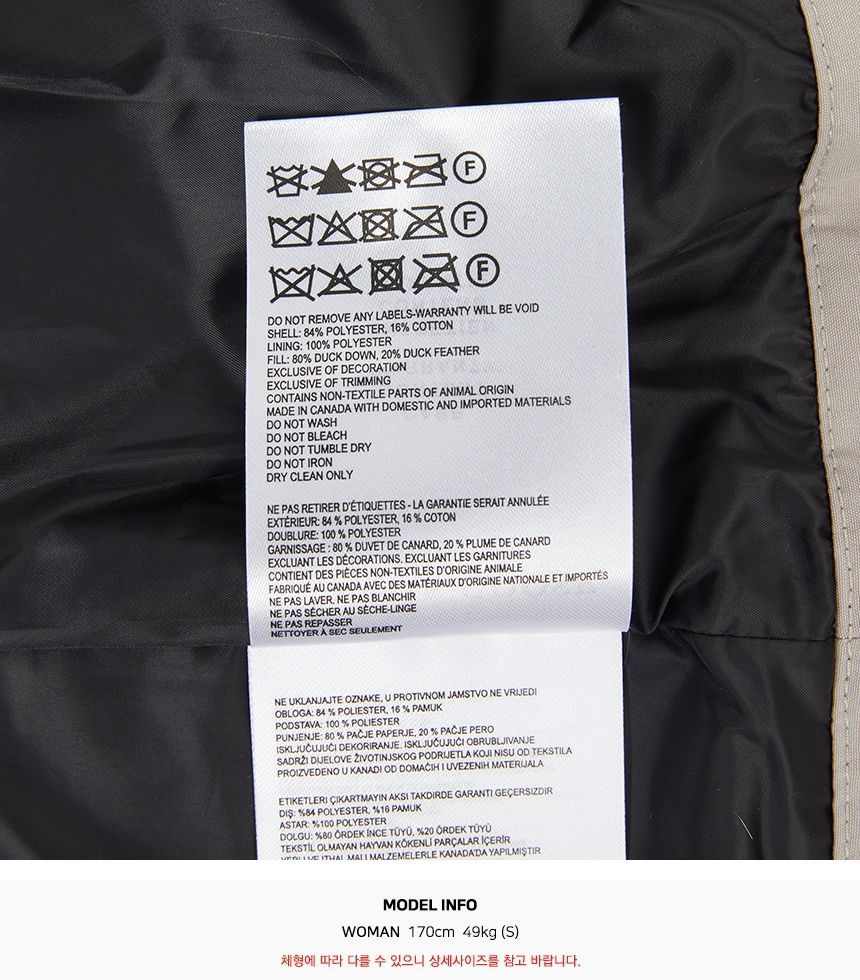 F
F
F
DO NOT REMOVE ANY LABELS-WARRANTY WILL BE VOID
SHELL: 84% POLYESTER, 16% COTTON
LINING: 100% POLYESTER
FILL: 80% DUCK DOWN, 20% DUCK FEATHER
EXCLUSIVE OF DECORATION
EXCLUSIVE OF TRIMMING
CONTAINS NON-TEXTILE PARTS OF ANIMAL ORIGIN
MADE IN CANADA WITH DOMESTIC AND IMPORTED MATERIALS
DO NOT WASH
DO NOT BLEACH
DO NOT TUMBLE DRY
DO NOT IRON
DRY CLEAN ONLY
NE PAS RETIRER D'ÉTIQUETTES - LA GARANTIE SERAIT ANNULÉE
EXTÉRIEUR: 84 % POLYESTER, 16 % COTON
DOUBLURE: 100 % POLYESTER
GARNISSAGE : 80 % DUVET DE CANARD, 20 % PLUME DE CANARD
EXCLUANT LES DÉCORATIONS. EXCLUANT LES GARNITURES
CONTIENT DES PIÈCES NON-TEXTILES D'ORIGINE ANIMALE
FABRIQUÉ AU CANADA AVEC DES MATÉRIAUX D'ORIGINE NATIONALE ET IMPORTÉS
NE PAS LAVER. NE PAS BLANCHIR
NE PAS SÉCHER AU SÈCHE-LINGE
NE PAS REPASSER
NETTOYER À SEC SEULEMENT
NE UKLANJAJTE OZNAKE, U PROTIVNOM JAMSTVO NE VRIJEDI
OBLOGA: 84 % POLIESTER, 16 % PAMUK
PODSTAVA: 100 % POLIESTER
PUNJENJE: 80 % PAČJE PAPERJE, 20 % PAČJE PERO
ISKLJUČUJUĆI DEKORIRANJE. ISKLJUČUJUĆI OBRUBLJIVANJE
SADRŽI DIJELOVE ŽIVOTINJSKOG PODRIJETLA KOJI NISU OD TEKSTILA
PROIZVEDENO U KANADI OD DOMAĆIH I UVEZENIH MATERIJALA
ETIKETLERİ ÇIKARTMAYIN AKSI TAKDIRDE GARANTI GEÇERSIZDIR
DIŞ: %84 POLYESTER, %16 PAMUK
ASTAR: %100 POLYESTER
DOLGU: %80 ÖRDEK İNCE TÜYÜ, %20 ÖRDEK TÜYÜ
TEKSTİL OLMAYAN HAYVAN KÖKENLİ PARÇALAR İÇERİR
YERLI VE ITHAL MALI MALZEMELERLE KANADA'DA YAPILMIŞTIR
MODEL INFO
WOMAN 170cm 49kg (S)
체형에 따라 다를 수 있으니 상세사이즈를 참고 바랍니다.